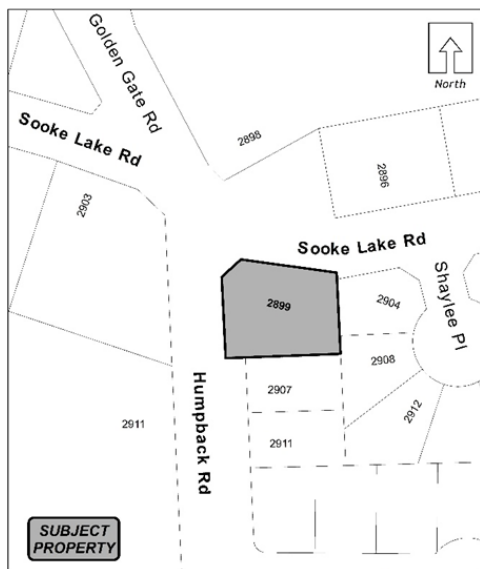 Golden Gate Rd
North
Sooke Lake Rd
2898
2896
2903
Sooke Lake Rd
2899
Shaylee Pl
2904
2908
Humpback Rd
2907
2912
2911
2911
SUBJECT
PROPERTY